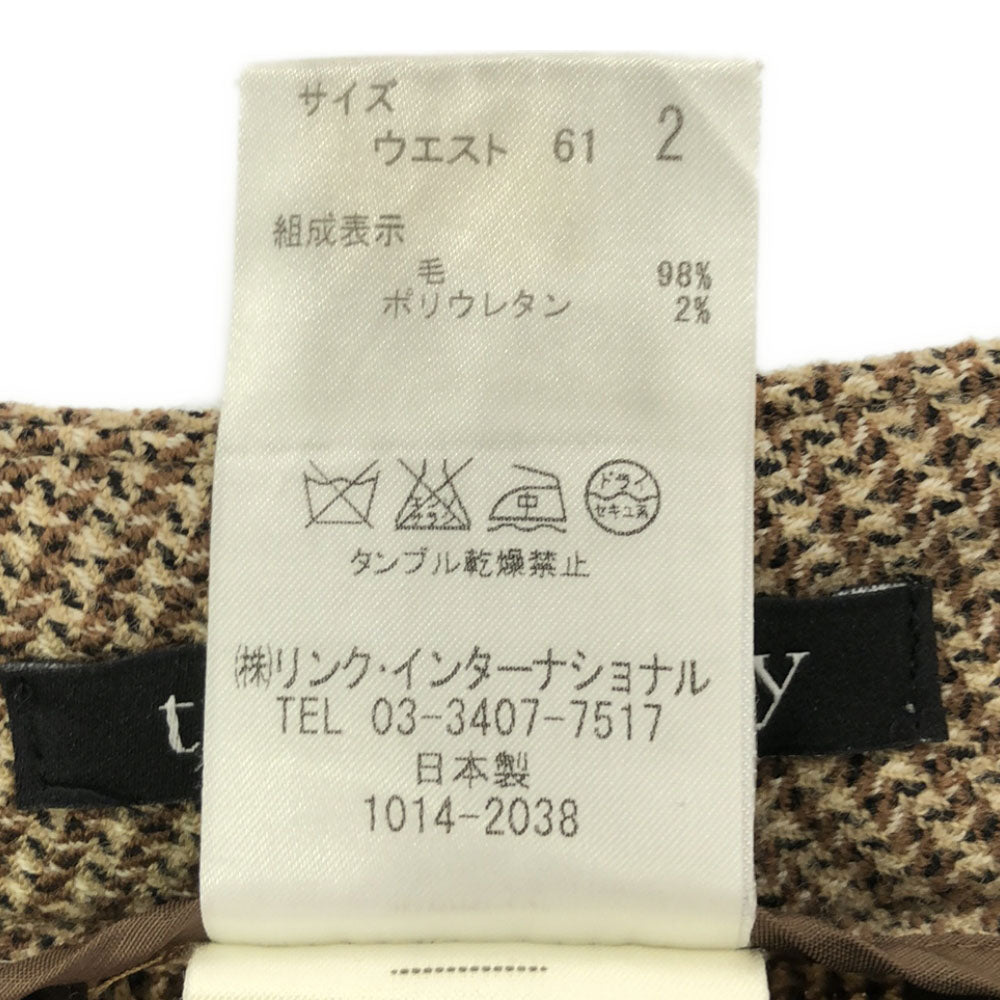 サイズ
ウエスト 61 2
組成表示
毛 98%
ポリウレタン 2%
中
ドライ
セキユ系
タンブル乾燥禁止
(株)リンク・インターナショナル
TEL 03-3407-7517
日本製
1014-2038
t
y